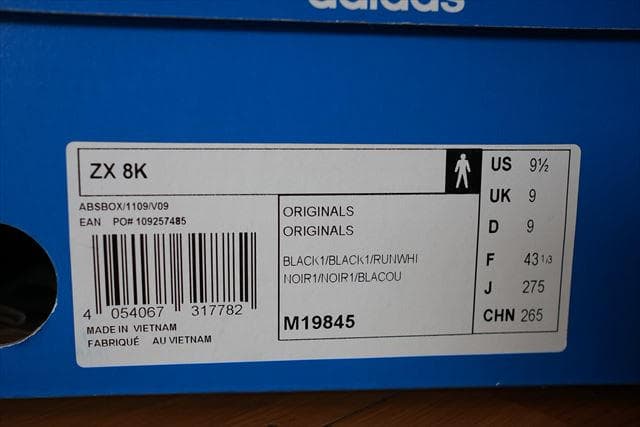 adidas
ZX 8K
ABSBOX/1109/V09
EAN PO# 109257485
4 054067 317782
MADE IN VIETNAM
FABRIQUÉ AU VIETNAM
ORIGINALS
ORIGINALS
BLACK1/BLACK1/RUNWHI
NOIR1/NOIR1/BLACOU
M19845
US 9½
UK 9
D 9
F 43 1/3
J 275
CHN 265